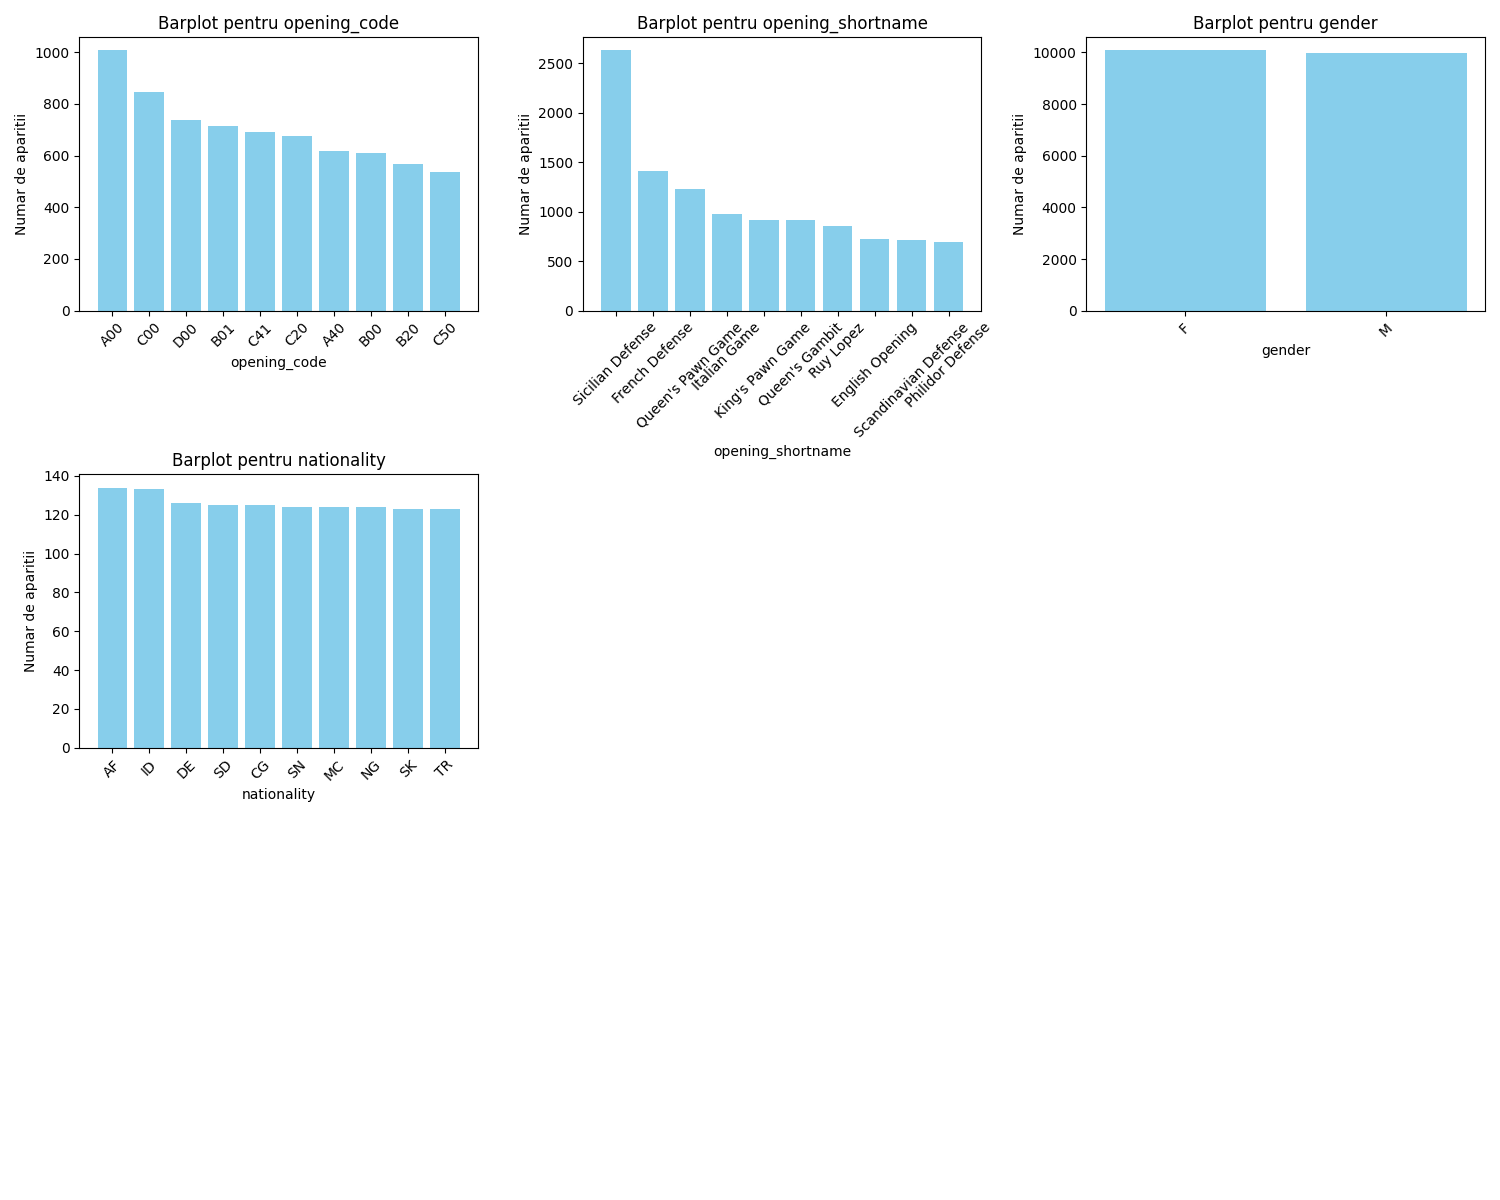 Barplot pentru opening_code
Numar de aparitii
1000
800
600
400
200
0
A00 C00 D00 B01 C41 C20 A40 B00 B20 C50
opening_code
Barplot pentru opening_shortname
Numar de aparitii
2500
2000
1500
1000
500
0
Sicilian Defense
French Defense
Queen's Pawn Game
Italian Game
King's Pawn Game
Queen's Gambit
Ruy Lopez
English Opening
Scandinavian Defense
Philidor Defense
opening_shortname
Barplot pentru gender
Numar de aparitii
10000
8000
6000
4000
2000
0
F M
gender
Barplot pentru nationality
Numar de aparitii
140
120
100
80
60
40
20
0
AF ID DE SD CG SN MC NG SK TR
nationality